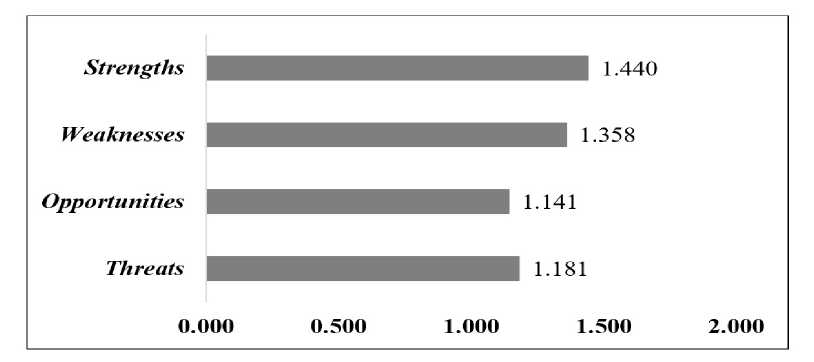 Strengths 1.440
Weaknesses 1.358
Opportunities 1.141
Threats 1.181
0.000 0.500 1.000 1.500 2.000